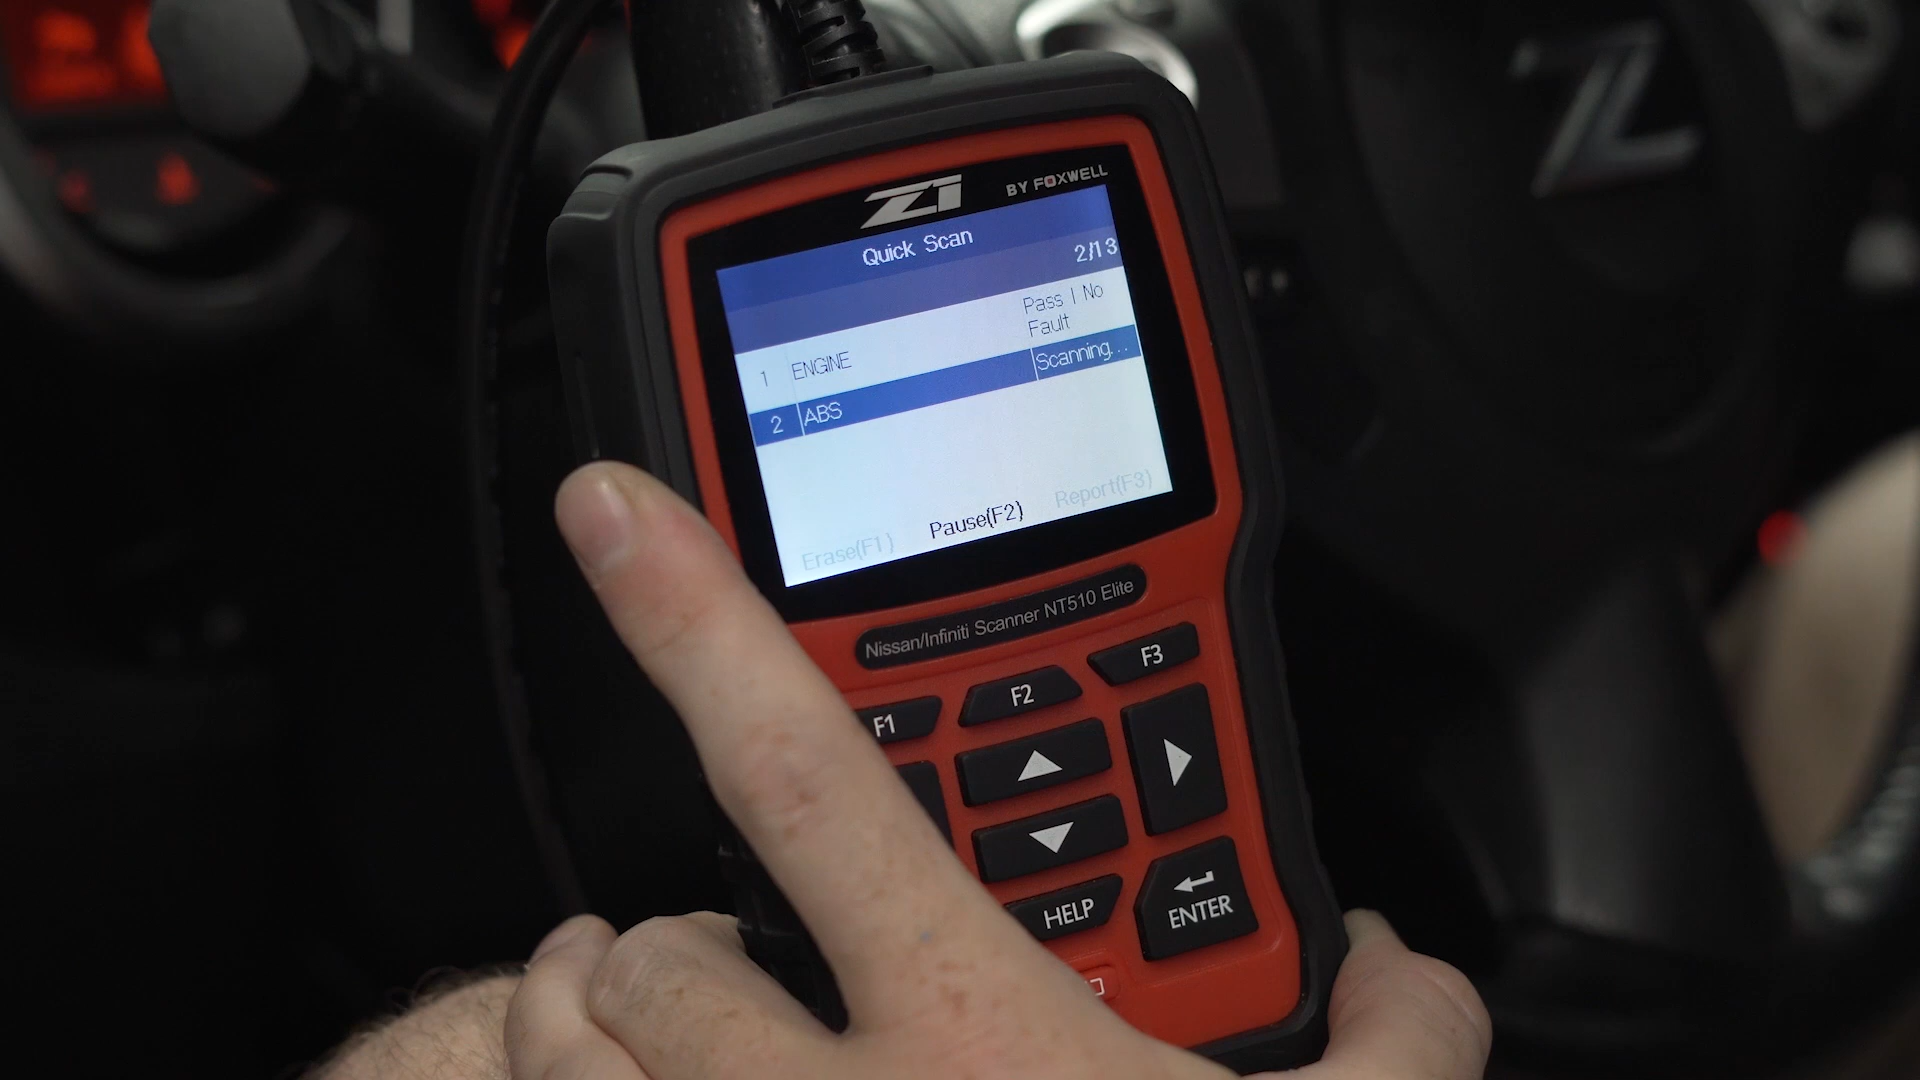 Z1 BY FOXWELL
Quick Scan
2/13
1 ENGINE Pass | No Fault
2 ABS Scanning...
Erase(F1) Pause(F2) Report(F3)
Nissan/Infiniti Scanner NT510 Elite
F1 F2 F3
HELP
ENTER
Z